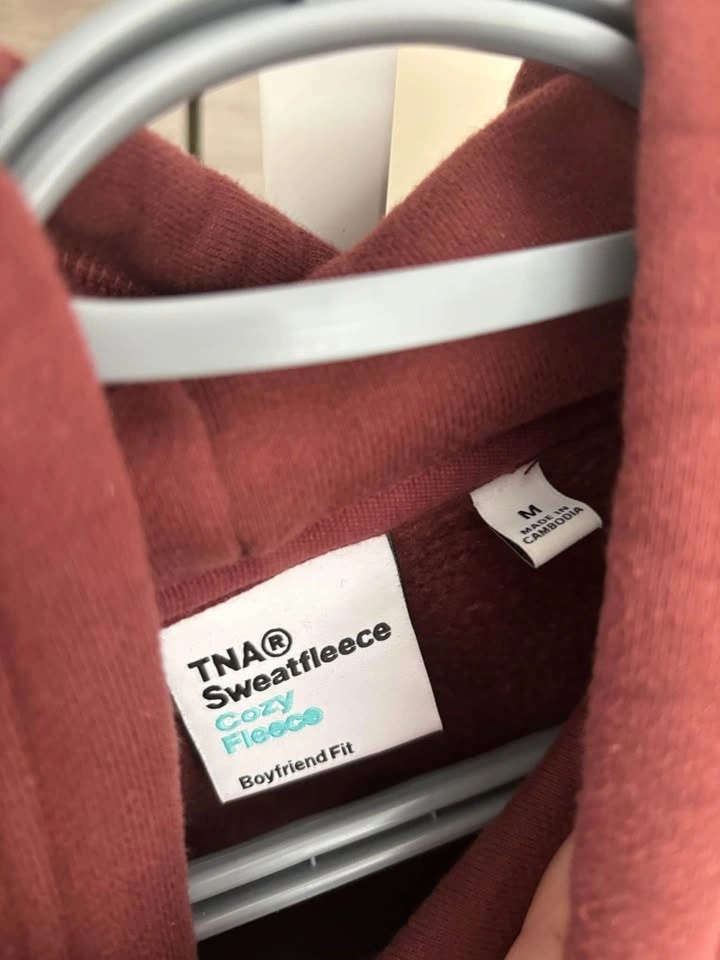 TNA®
Sweatfleece
Cozy
Fleece
Boyfriend Fit
M
MADE IN
CAMBODIA